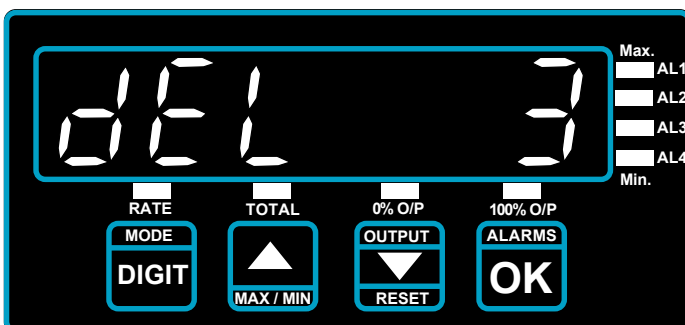 Max.
dEL 3
AL1
AL2
AL3
AL4
Min.
RATE TOTAL 0% O/P 100% O/P
MODE OUTPUT ALARMS
DIGIT OK
MAX / MIN RESET